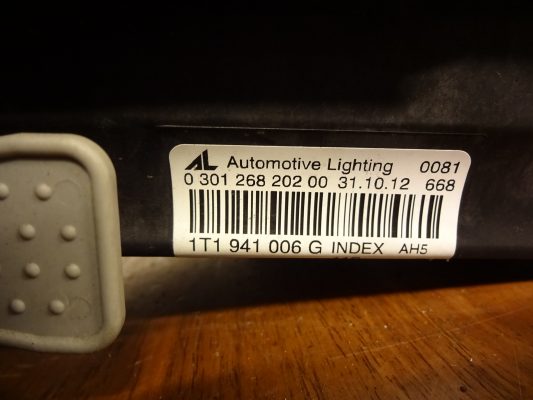 AL Automotive Lighting 0081
0 301 268 202 00 31.10.12 668
1T1 941 006 G INDEX AH5